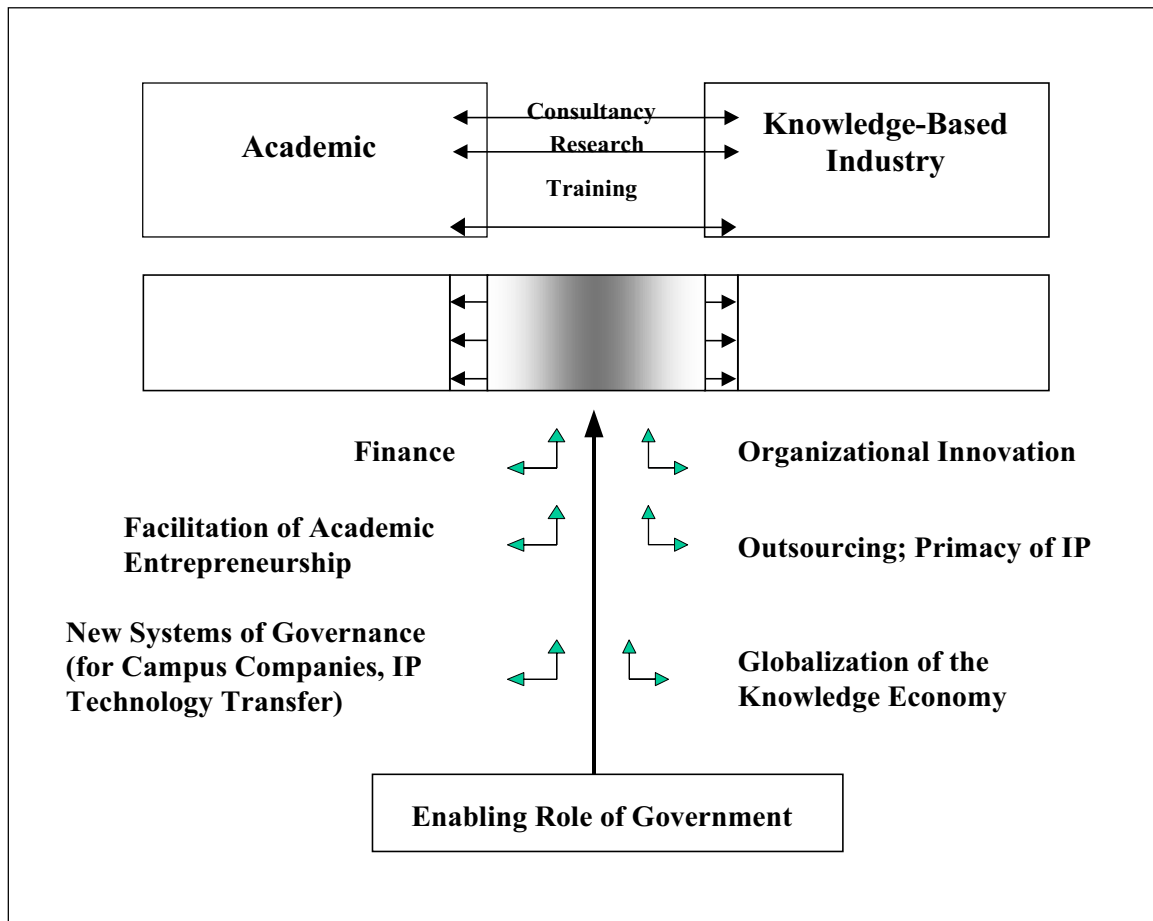 Academic
Consultancy
Research
Training
Knowledge-Based
Industry
Finance
Organizational Innovation
Facilitation of Academic
Entrepreneurship
Outsourcing; Primacy of IP
New Systems of Governance
(for Campus Companies, IP
Technology Transfer)
Globalization of the
Knowledge Economy
Enabling Role of Government